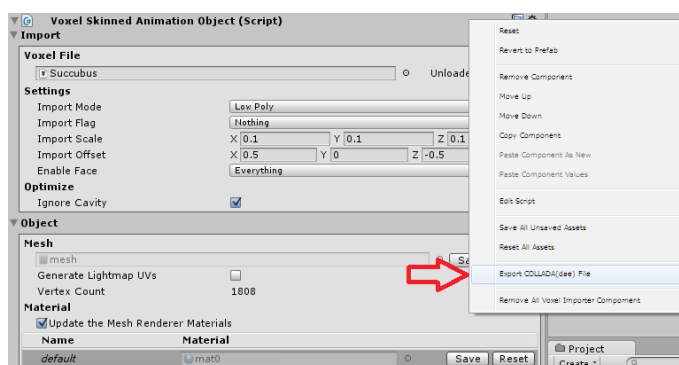 Voxel Skinned Animation Object (Script)
Import
Voxel File
Succubus
Unloade
Settings
Import Mode Low Poly
Import Flag Nothing
Import Scale X 0.1 Y 0.1 Z 0.1
Import Offset X 0.5 Y 0 Z -0.5
Enable Face Everything
Optimize
Ignore Cavity
Object
Mesh
mesh
Generate Lightmap UVs
Vertex Count 1808
Material
Update the Mesh Renderer Materials
Name Material
default mat0 Save Reset
Reset
Revert to Prefab
Remove Component
Move Up
Move Down
Copy Component
Paste Component As New
Paste Component Values
Edit Script
Save All Unsaved Assets
Reset All Assets
Export COLLADA(dae) File
Remove All Voxel Importer Compornent
Project
Create